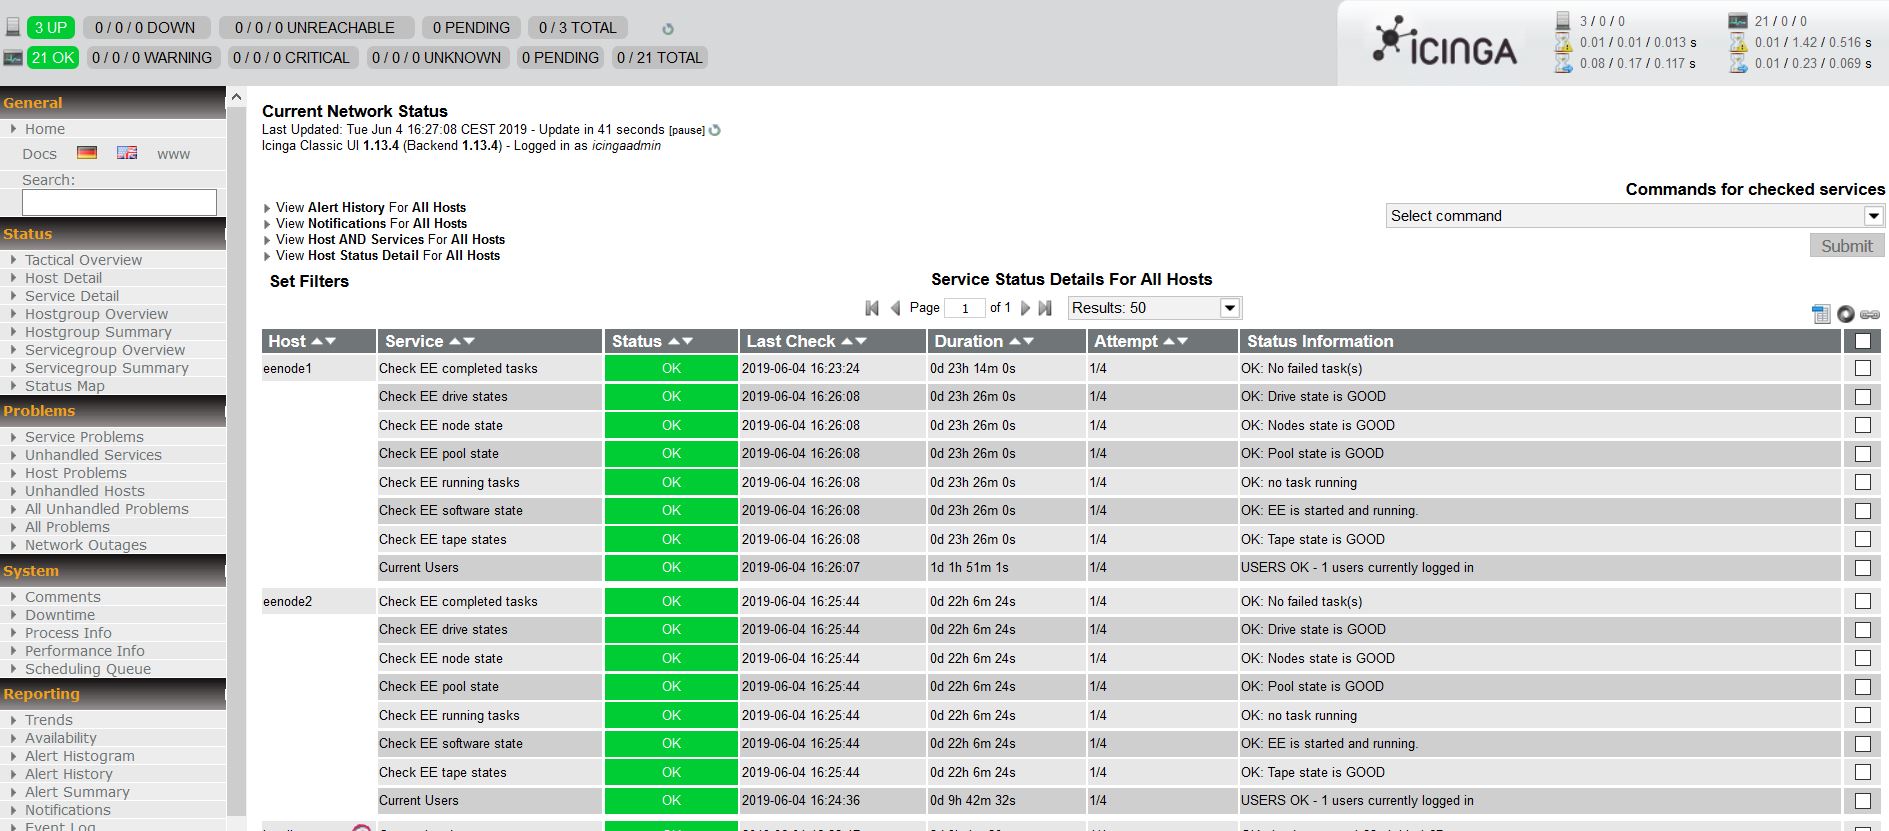 3 UP 0 / 0 / 0 DOWN 0 / 0 / 0 UNREACHABLE 0 PENDING 0 / 3 TOTAL
21 OK 0 / 0 / 0 WARNING 0 / 0 / 0 CRITICAL 0 / 0 / 0 UNKNOWN 0 PENDING 0 / 21 TOTAL
ICINGA
3 / 0 / 0
0.01 / 0.01 / 0.013 s
0.08 / 0.17 / 0.117 s
21 / 0 / 0
0.01 / 1.42 / 0.516 s
0.01 / 0.23 / 0.069 s
General
Home
Docs www
Search:
Status
Tactical Overview
Host Detail
Service Detail
Hostgroup Overview
Hostgroup Summary
Servicegroup Overview
Servicegroup Summary
Status Map
Problems
Service Problems
Unhandled Services
Host Problems
Unhandled Hosts
All Unhandled Problems
All Problems
Network Outages
System
Comments
Downtime
Process Info
Performance Info
Scheduling Queue
Reporting
Trends
Availability
Alert Histogram
Alert History
Alert Summary
Notifications
Event Log
Current Network Status
Last Updated: Tue Jun 4 16:27:08 CEST 2019 - Update in 41 seconds [pause]
Icinga Classic UI 1.13.4 (Backend 1.13.4) - Logged in as icingaadmin
View Alert History For All Hosts
View Notifications For All Hosts
View Host AND Services For All Hosts
View Host Status Detail For All Hosts
Commands for checked services
Select command
Submit
Set Filters
Service Status Details For All Hosts
Page 1 of 1 Results: 50
Host Service Status Last Check Duration Attempt Status Information
eenode1 Check EE completed tasks OK 2019-06-04 16:23:24 0d 23h 14m 0s 1/4 OK: No failed task(s)
Check EE drive states OK 2019-06-04 16:26:08 0d 23h 26m 0s 1/4 OK: Drive state is GOOD
Check EE node state OK 2019-06-04 16:26:08 0d 23h 26m 0s 1/4 OK: Nodes state is GOOD
Check EE pool state OK 2019-06-04 16:26:08 0d 23h 26m 0s 1/4 OK: Pool state is GOOD
Check EE running tasks OK 2019-06-04 16:26:08 0d 23h 26m 0s 1/4 OK: no task running
Check EE software state OK 2019-06-04 16:26:08 0d 23h 26m 0s 1/4 OK: EE is started and running.
Check EE tape states OK 2019-06-04 16:26:08 0d 23h 26m 0s 1/4 OK: Tape state is GOOD
Current Users OK 2019-06-04 16:26:07 1d 1h 51m 1s 1/4 USERS OK - 1 users currently logged in
eenode2 Check EE completed tasks OK 2019-06-04 16:25:44 0d 22h 6m 24s 1/4 OK: No failed task(s)
Check EE drive states OK 2019-06-04 16:25:44 0d 22h 6m 24s 1/4 OK: Drive state is GOOD
Check EE node state OK 2019-06-04 16:25:44 0d 22h 6m 24s 1/4 OK: Nodes state is GOOD
Check EE pool state OK 2019-06-04 16:25:44 0d 22h 6m 24s 1/4 OK: Pool state is GOOD
Check EE running tasks OK 2019-06-04 16:25:44 0d 22h 6m 24s 1/4 OK: no task running
Check EE software state OK 2019-06-04 16:25:44 0d 22h 6m 24s 1/4 OK: EE is started and running.
Check EE tape states OK 2019-06-04 16:25:44 0d 22h 6m 24s 1/4 OK: Tape state is GOOD
Current Users OK 2019-06-04 16:24:36 0d 9h 42m 32s 1/4 USERS OK - 1 users currently logged in